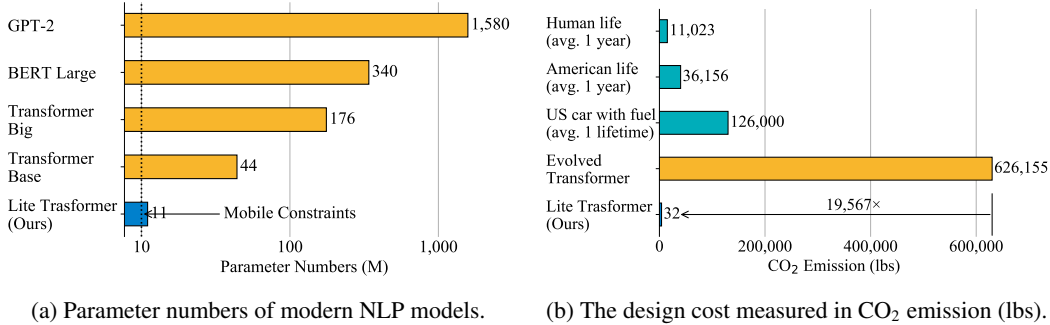 GPT-2
1,580
BERT Large
340
Transformer
Big
176
Transformer
Base
44
Lite Trasformer
(Ours)
11
Mobile Constraints
10
100
1,000
Parameter Numbers (M)
(a) Parameter numbers of modern NLP models.
Human life
(avg. 1 year)
11,023
American life
(avg. 1 year)
36,156
US car with fuel
(avg. 1 lifetime)
126,000
Evolved
Transformer
626,155
Lite Trasformer
(Ours)
32
19,567×
0
200,000
400,000
600,000
CO₂ Emission (lbs)
(b) The design cost measured in CO₂ emission (lbs).